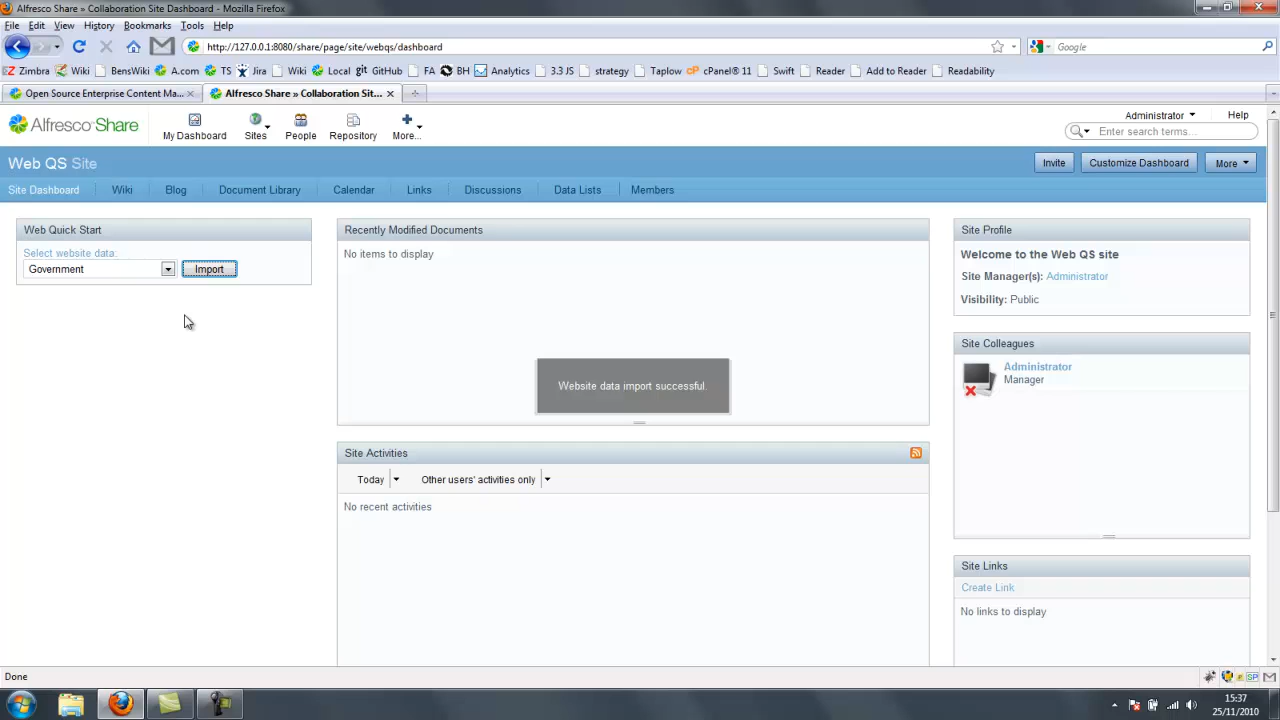 Alfresco Share » Collaboration Site Dashboard - Mozilla Firefox
File Edit View History Bookmarks Tools Help
http://127.0.0.1:8080/share/page/site/webqs/dashboard
Google
Zimbra Wiki BensWiki A.com TS Jira Wiki Local git GitHub FA BH Analytics 3.3 JS strategy Taplow cP cPanel® 11 Swift Reader Add to Reader Readability
Open Source Enterprise Content Ma...
Alfresco Share » Collaboration Sit...
Alfresco Share
My Dashboard Sites People Repository More...
Administrator Help
Enter search terms...
Web QS Site
Invite Customize Dashboard More
Site Dashboard Wiki Blog Document Library Calendar Links Discussions Data Lists Members
Web Quick Start
Select website data:
Government Import
Recently Modified Documents
No items to display
Website data import successful.
Site Activities
Today Other users' activities only
No recent activities
Site Profile
Welcome to the Web QS site
Site Manager(s): Administrator
Visibility: Public
Site Colleagues
Administrator
Manager
Site Links
Create Link
No links to display
Done
SP
15:37
25/11/2010